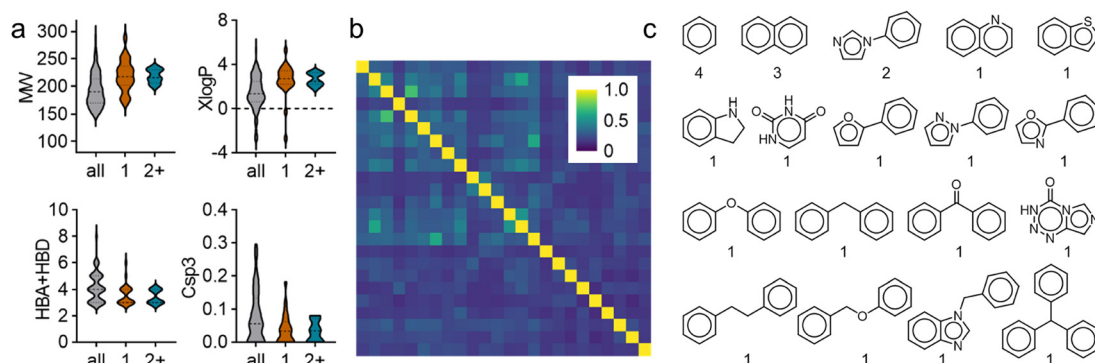 a
MW
300
250
200
150
100
all 1 2+
XlogP
8
4
0
-4
all 1 2+
HBA+HBD
10
8
6
4
2
0
all 1 2+
Csp3
0.4
0.3
0.2
0.1
0.0
all 1 2+
b
1.0
0.5
0
c
N
N
N
S
4 3 2 1 1
H
N
O
H
N
O
HN
O
N
N
O
N
1 1 1 1 1
O
O
O
HN
N
N
N
N
1 1 1 1
O
N
N
1 1 1